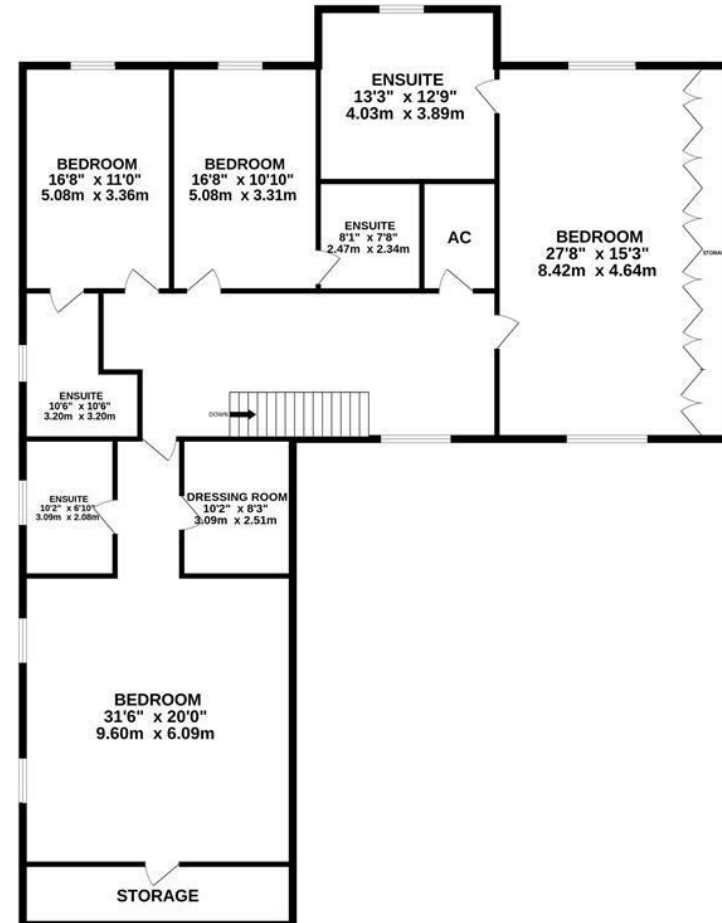 ENSUITE
13'3" x 12'9"
4.03m x 3.89m
BEDROOM
16'8" x 11'0"
5.08m x 3.36m
BEDROOM
16'8" x 10'10"
5.08m x 3.31m
ENSUITE
8'1" x 7'8"
2.47m x 2.34m
AC
BEDROOM
27'8" x 15'3"
8.42m x 4.64m
STORAGE
ENSUITE
10'6" x 10'6"
3.20m x 3.20m
DOWN
ENSUITE
10'2" x 6'10"
3.09m x 2.08m
DRESSING ROOM
10'2" x 8'3"
3.09m x 2.51m
BEDROOM
31'6" x 20'0"
9.60m x 6.09m
STORAGE